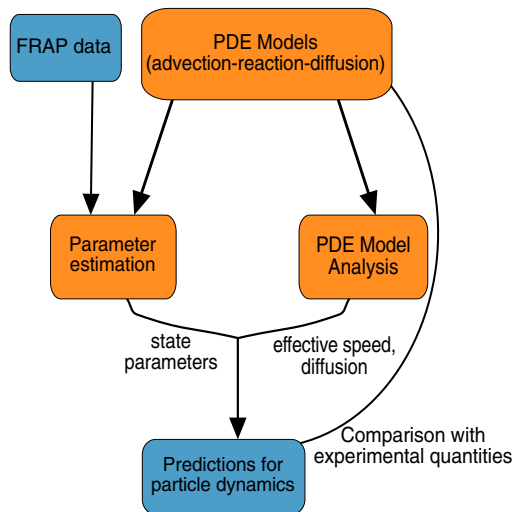 FRAP data
PDE Models
(advection-reaction-diffusion)
Parameter
estimation
PDE Model
Analysis
state
parameters
effective speed,
diffusion
Comparison with
experimental quantities
Predictions for
particle dynamics